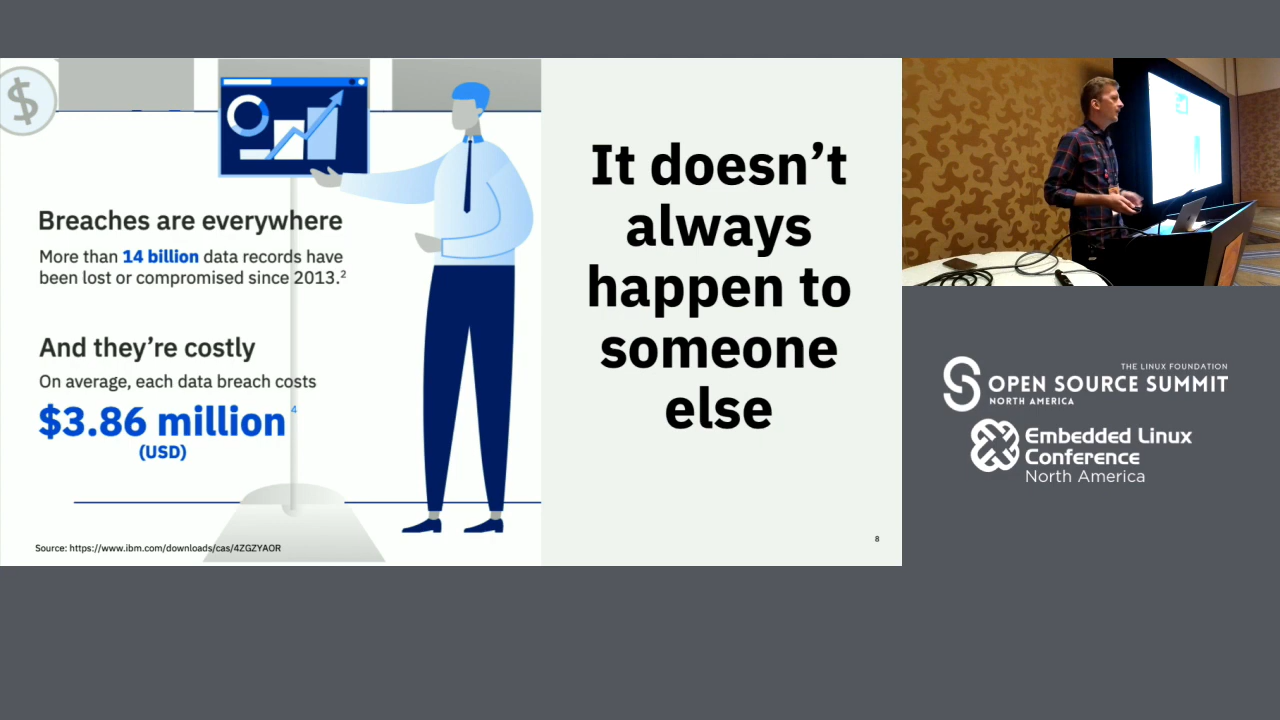 Breaches are everywhere
More than 14 billion data records have
been lost or compromised since 2013.2
And they're costly
On average, each data breach costs
$3.86 million 4
(USD)
Source: https://www.ibm.com/downloads/cas/4ZGZYAOR
It doesn't
always
happen to
someone
else
8
THE LINUX FOUNDATION
OPEN SOURCE SUMMIT
NORTH AMERICA
Embedded Linux
Conference
North America